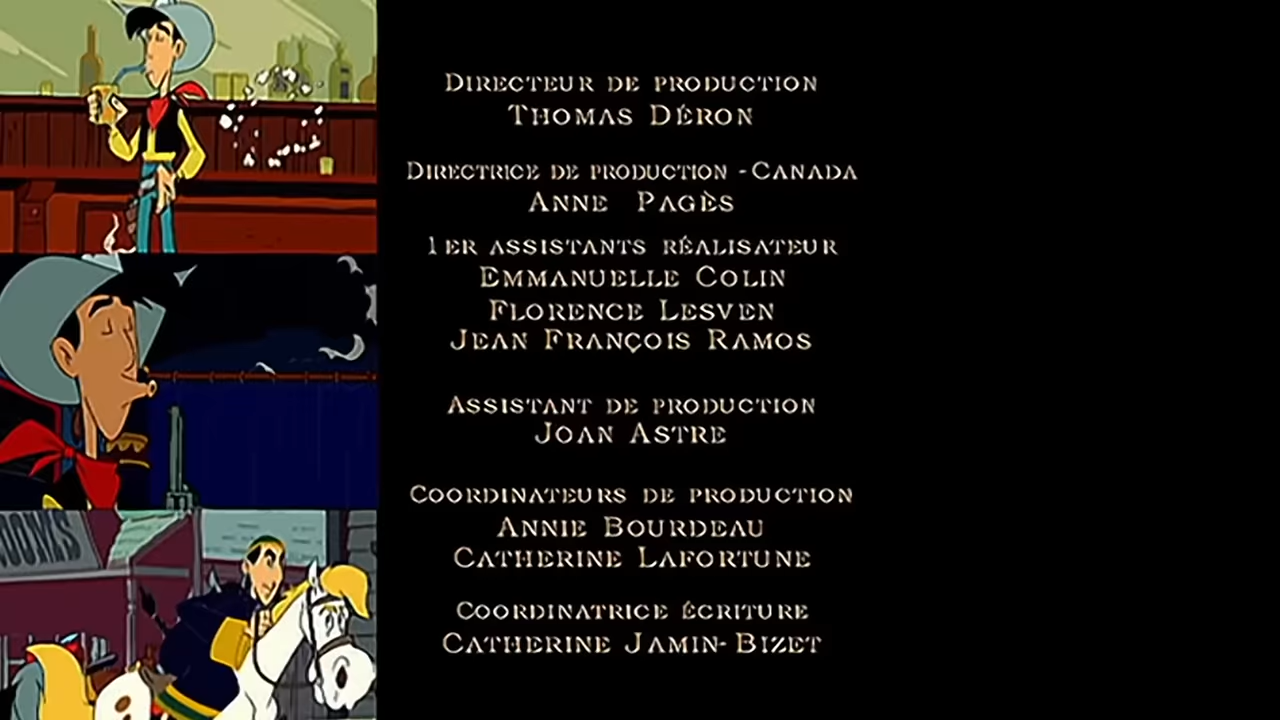 Directeur de production
Thomas Déron
Directrice de production - Canada
Anne Pagès
1er assistants réalisateur
Emmanuelle Colin
Florence Lesven
Jean François Ramos
Assistant de production
Joan Astre
Coordinateurs de production
Annie Bourdeau
Catherine Lafortune
Coordinatrice écriture
Catherine Jamin-Bizet